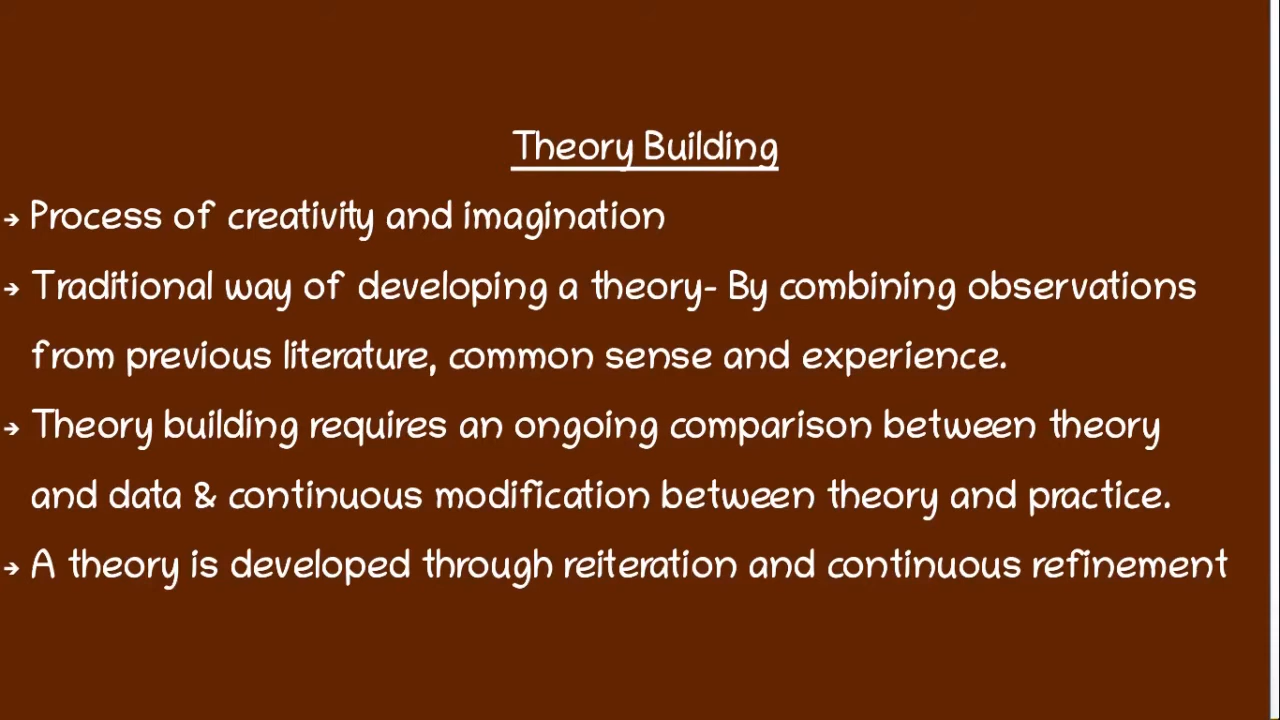 Theory Building
→ Process of creativity and imagination
→ Traditional way of developing a theory- By combining observations
from previous literature, common sense and experience.
→ Theory building requires an ongoing comparison between theory
and data & continuous modification between theory and practice.
→ A theory is developed through reiteration and continuous refinement